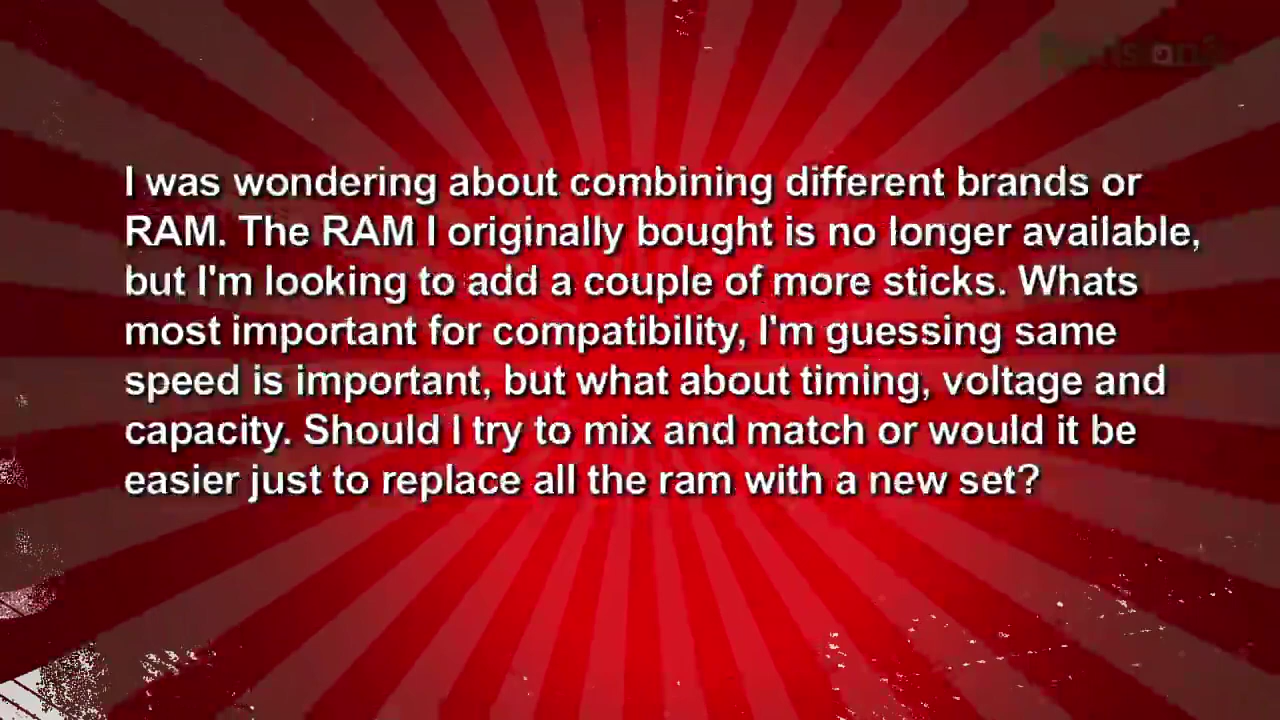 I was wondering about combining different brands or
RAM. The RAM I originally bought is no longer available,
but I'm looking to add a couple of more sticks. Whats
most important for compatibility, I'm guessing same
speed is important, but what about timing, voltage and
capacity. Should I try to mix and match or would it be
easier just to replace all the ram with a new set?